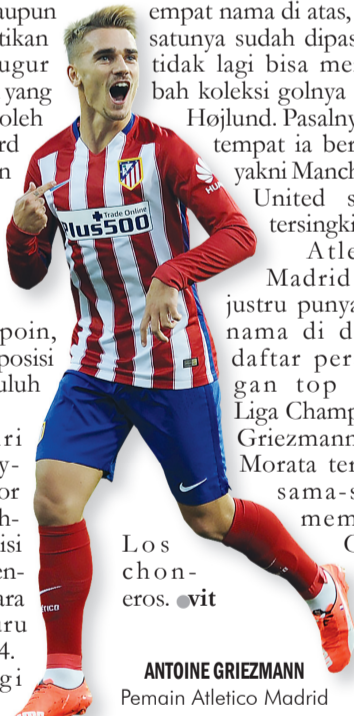 aupun
tikan
ugur
yang
oleh
rd
n
poin,
posisi
uluh
iri
y-
or
h-
isi
en-
ara
uru
4.
gi
empat nama di atas,
satunya sudah dipas
tidak lagi bisa me
bah koleksi golnya
Højlund. Pasalny
tempat ia ber
yakni Manch
United s
tersingki
Atle
Madrid
justru punya
nama di d
daftar per
gan top
Liga Champ
Griezmann
Morata ter
sama-s
mem
Los
chon-
eros. vit
HUA
Trade Online
Plus500
ANTOINE GRIEZMANN
Pemain Atletico Madrid